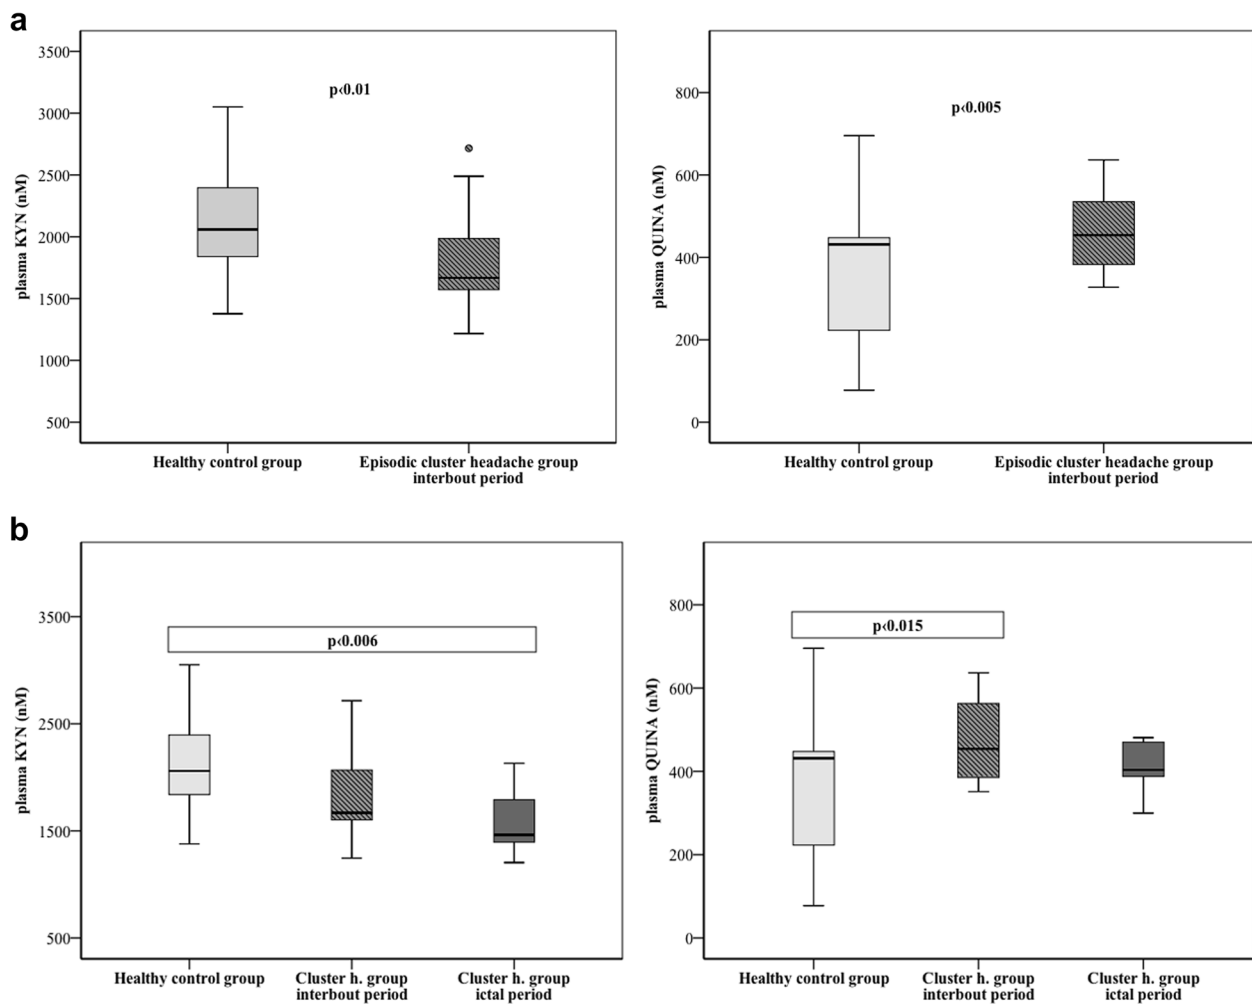 a
3500
3000
2500
2000
1500
1000
500
plasma KYN (nM)
p<0.01
Healthy control group
Episodic cluster headache group
interbout period
800
600
400
200
0
plasma QUINA (nM)
p<0.005
Healthy control group
Episodic cluster headache group
interbout period
b
3500
2500
1500
500
plasma KYN (nM)
p<0.006
Healthy control group
Cluster h. group
interbout period
Cluster h. group
ictal period
800
600
400
200
0
plasma QUINA (nM)
p<0.015
Healthy control group
Cluster h. group
interbout period
Cluster h. group
ictal period